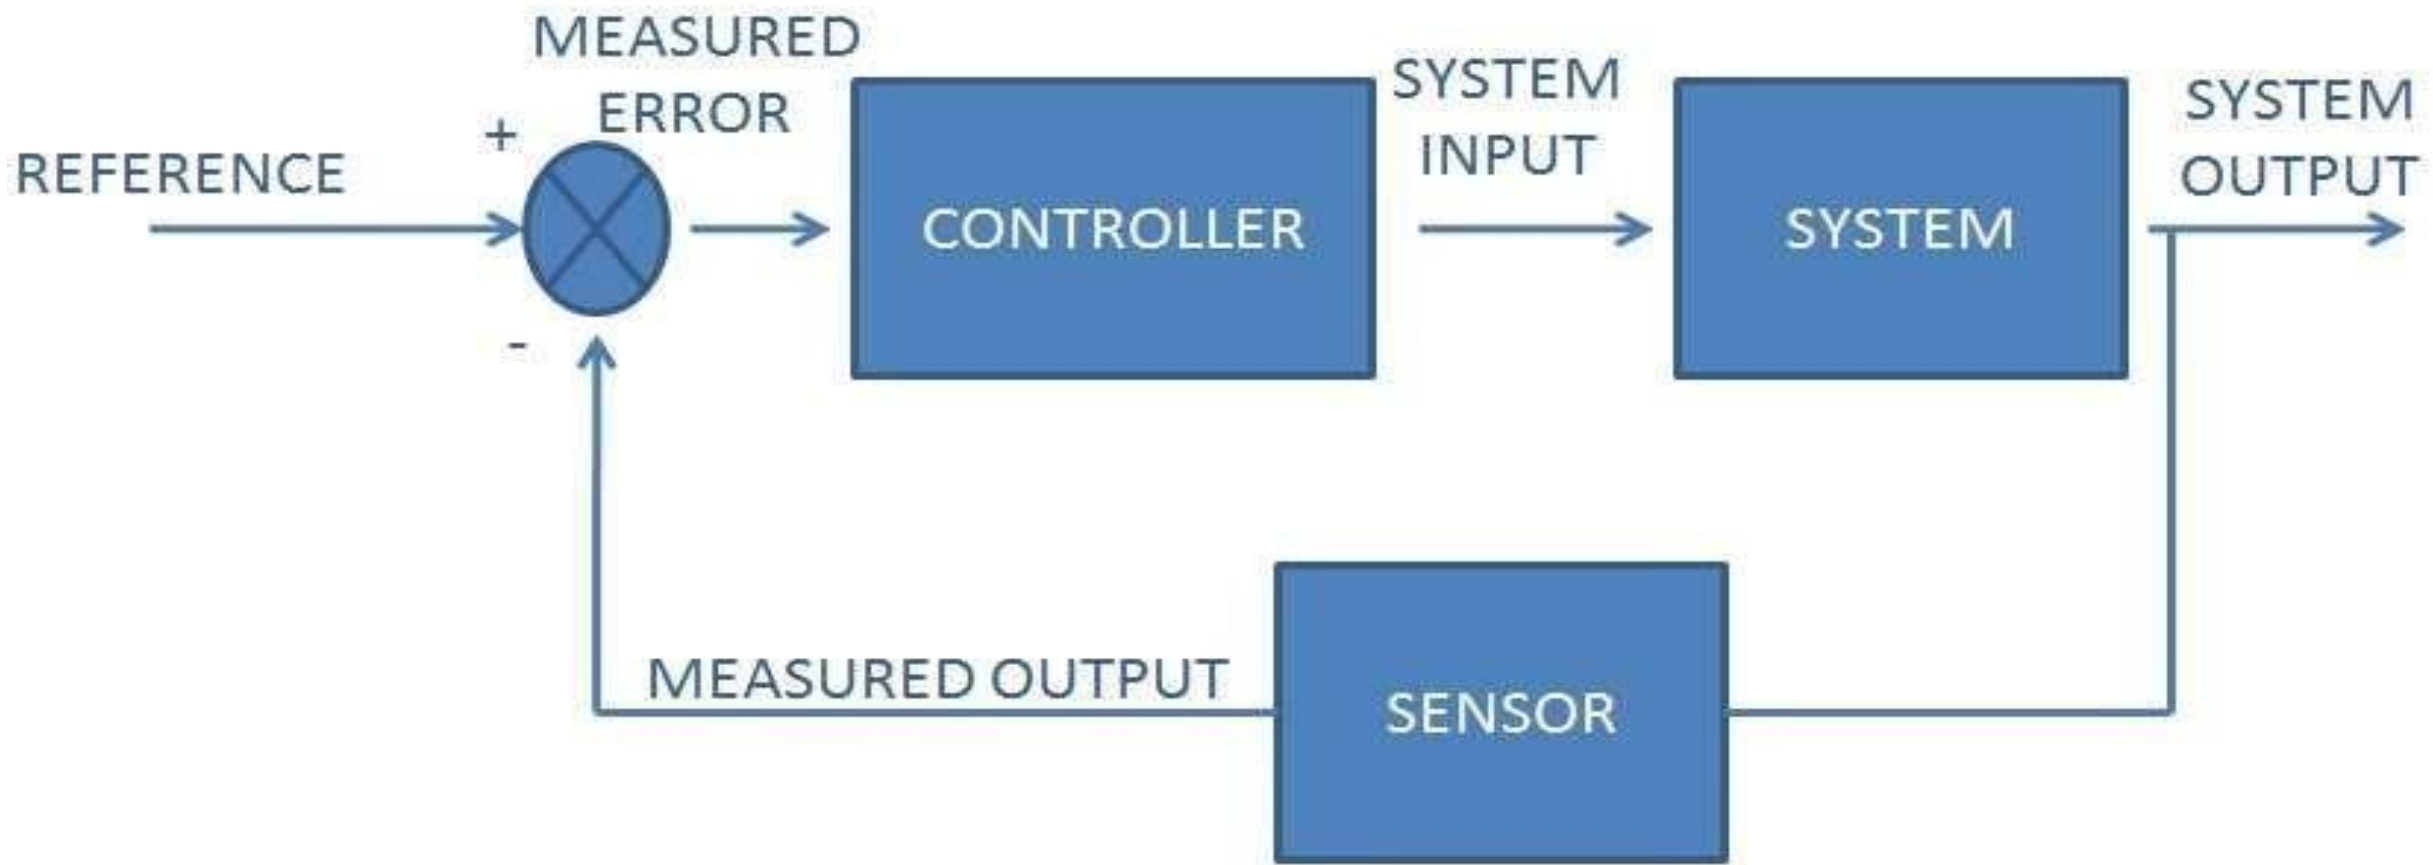 MEASURED
ERROR
SYSTEM
INPUT
SYSTEM
OUTPUT
+
REFERENCE
CONTROLLER
SYSTEM
-
MEASURED OUTPUT
SENSOR